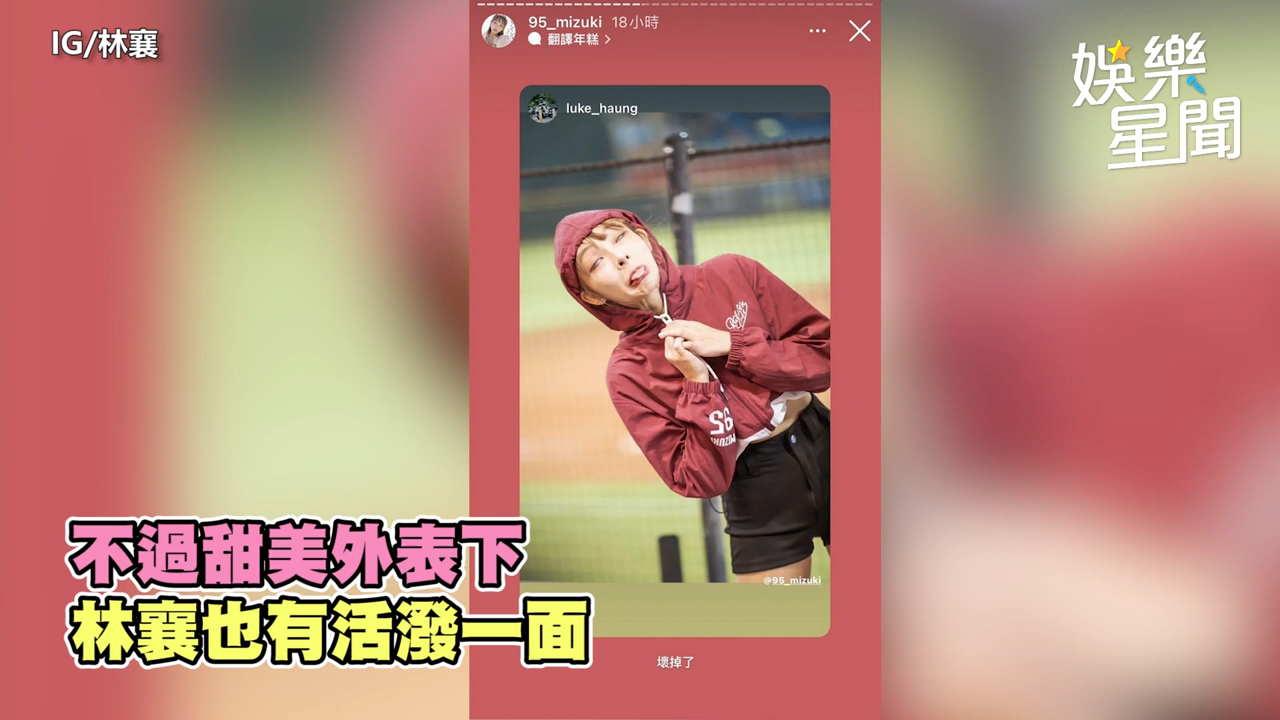 IG/林襄
95_mizuki 18小時
翻譯年糕 >
娛樂
星聞
luke_haung
92
@95_mizuki
不過甜美外表下
林襄也有活潑一面
壞掉了